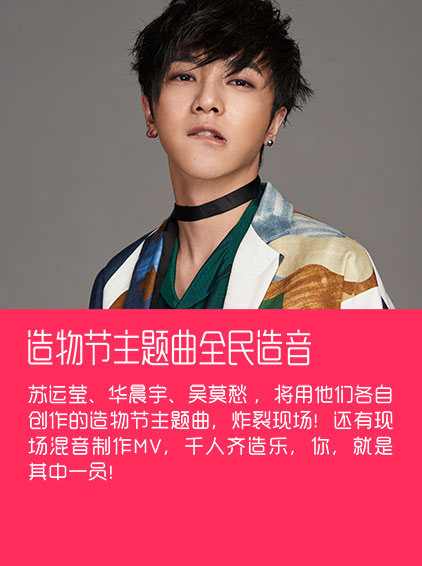 造物节主题曲全民造音
苏运莹、华晨宇、吴莫愁，将用他们各自
创作的造物节主题曲，炸裂现场！还有现
场混音制作MV，千人齐造乐，你，就是
其中一员！